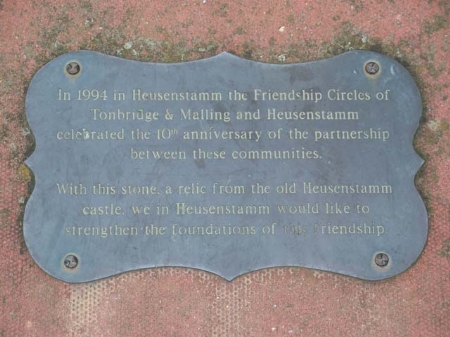 In 1994 in Heusenstamm the Friendship Circles of
Tonbridge & Malling and Heusenstamm
celebrated the 10th anniversary of the partnership
between these communities.
With this stone, a relic from the old Heusenstamm
castle, we in Heusenstamm would like to
strengthen the foundations of our friendship